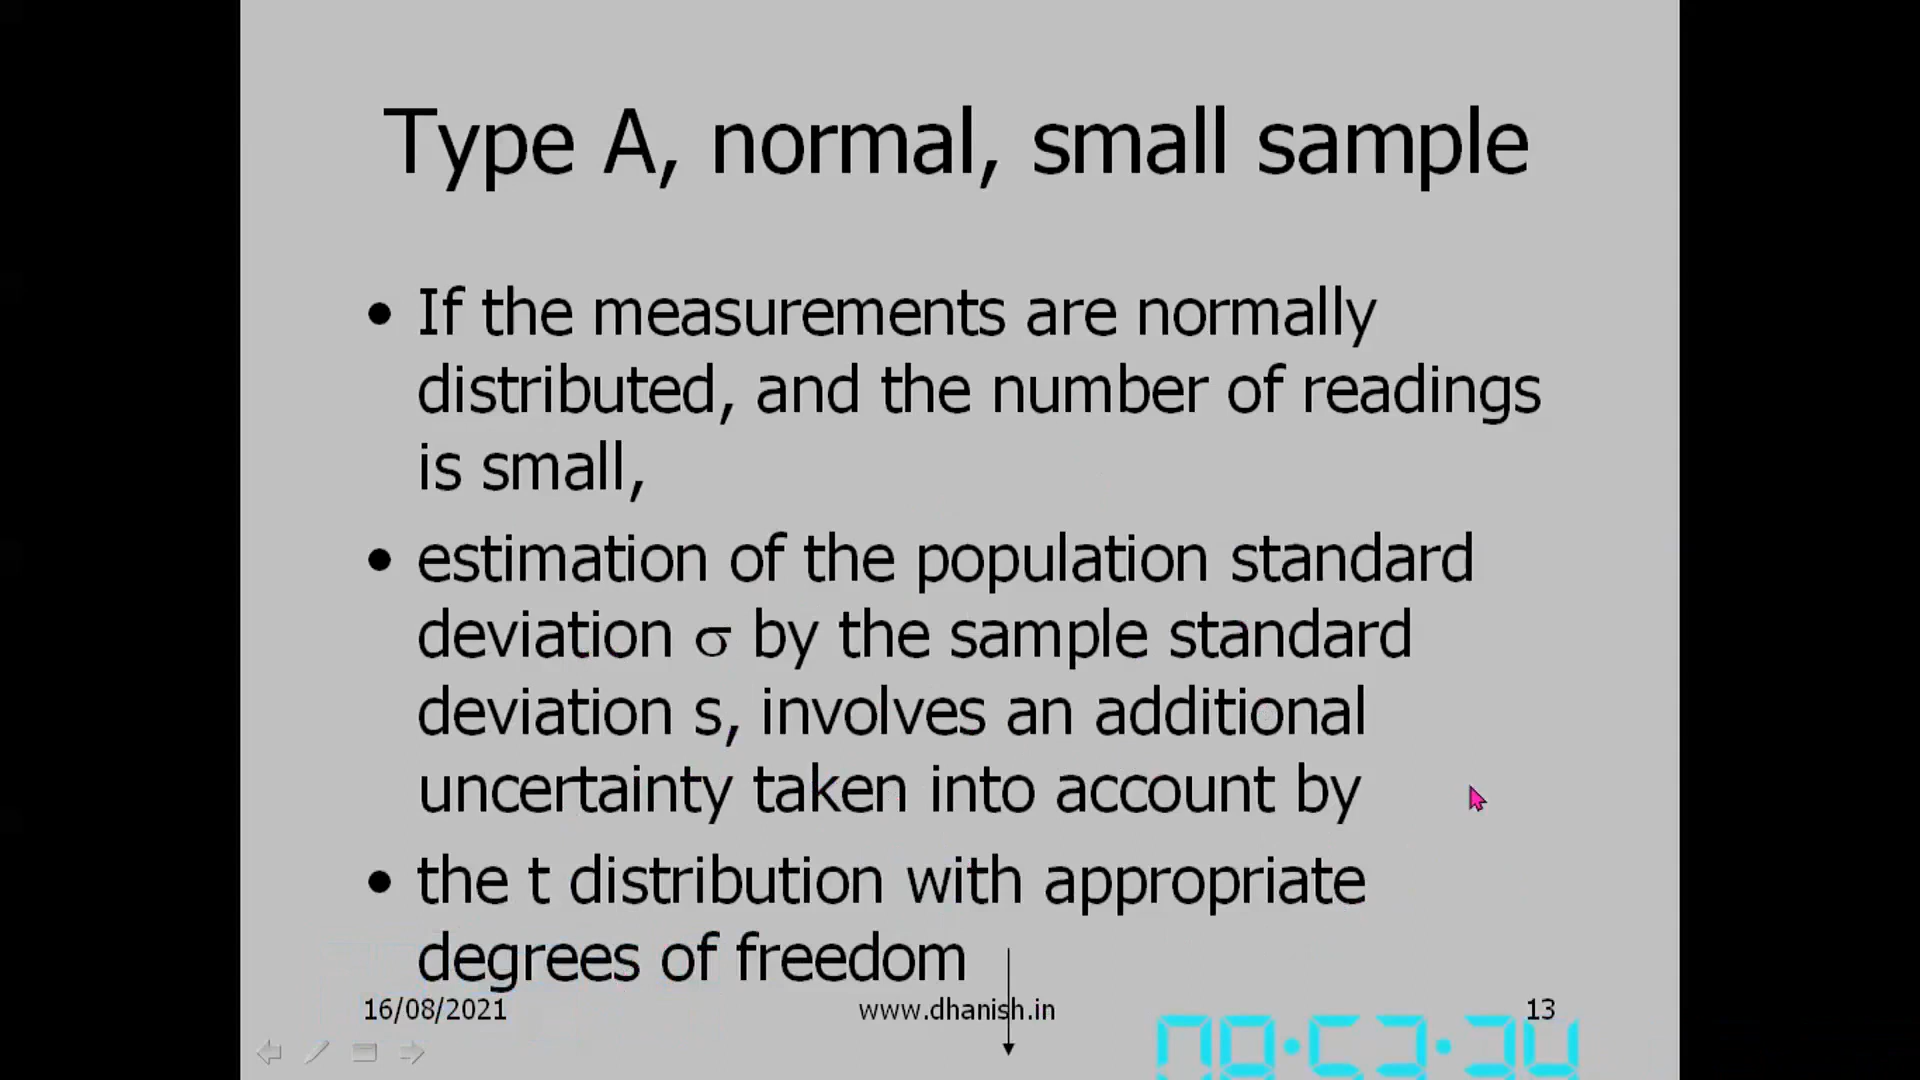 Type A, normal, small sample
• If the measurements are normally
distributed, and the number of readings
is small,
• estimation of the population standard
deviation σ by the sample standard
deviation s, involves an additional
uncertainty taken into account by
• the t distribution with appropriate
degrees of freedom
16/08/2021 www.dhanish.in 13